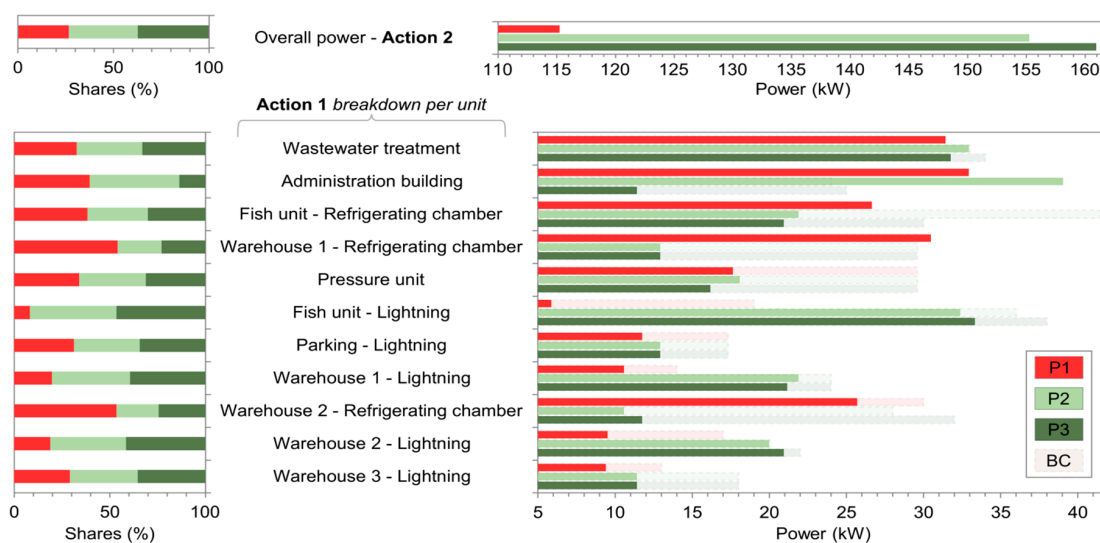 Overall power - Action 2
0 50 100
Shares (%)
110 115 120 125 130 135 140 145 150 155 160
Power (kW)
Action 1 breakdown per unit
Wastewater treatment
Administration building
Fish unit - Refrigerating chamber
Warehouse 1 - Refrigerating chamber
Pressure unit
Fish unit - Lightning
Parking - Lightning
Warehouse 1 - Lightning
Warehouse 2 - Refrigerating chamber
Warehouse 2 - Lightning
Warehouse 3 - Lightning
P1
P2
P3
BC
0 50 100
Shares (%)
5 10 15 20 25 30 35 40
Power (kW)